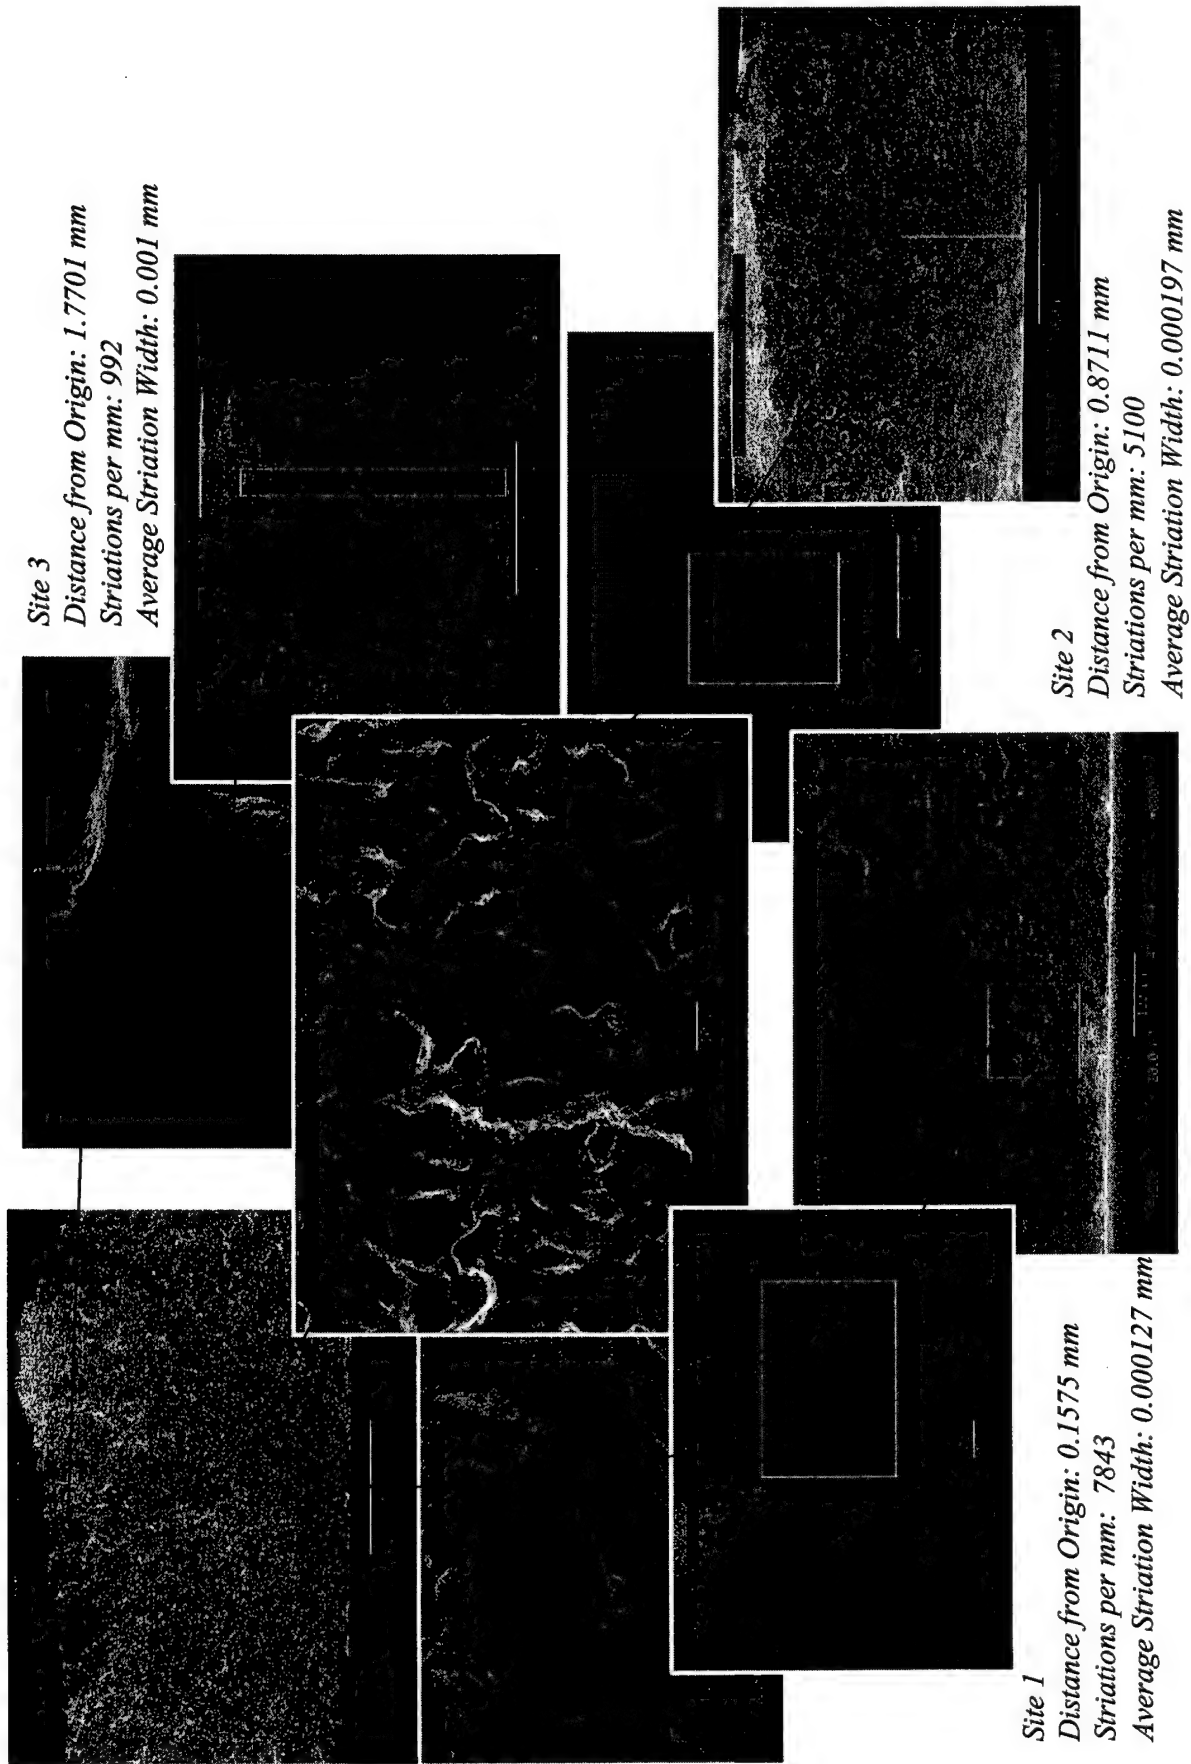 Site 3
Distance from Origin: 1.7701 mm
Striations per mm: 992
Average Striation Width: 0.001 mm
Site 2
Distance from Origin: 0.8711 mm
Striations per mm: 5100
Average Striation Width: 0.000197 mm
Site 1
Distance from Origin: 0.1575 mm
Striations per mm: 7843
Average Striation Width: 0.000127 mm